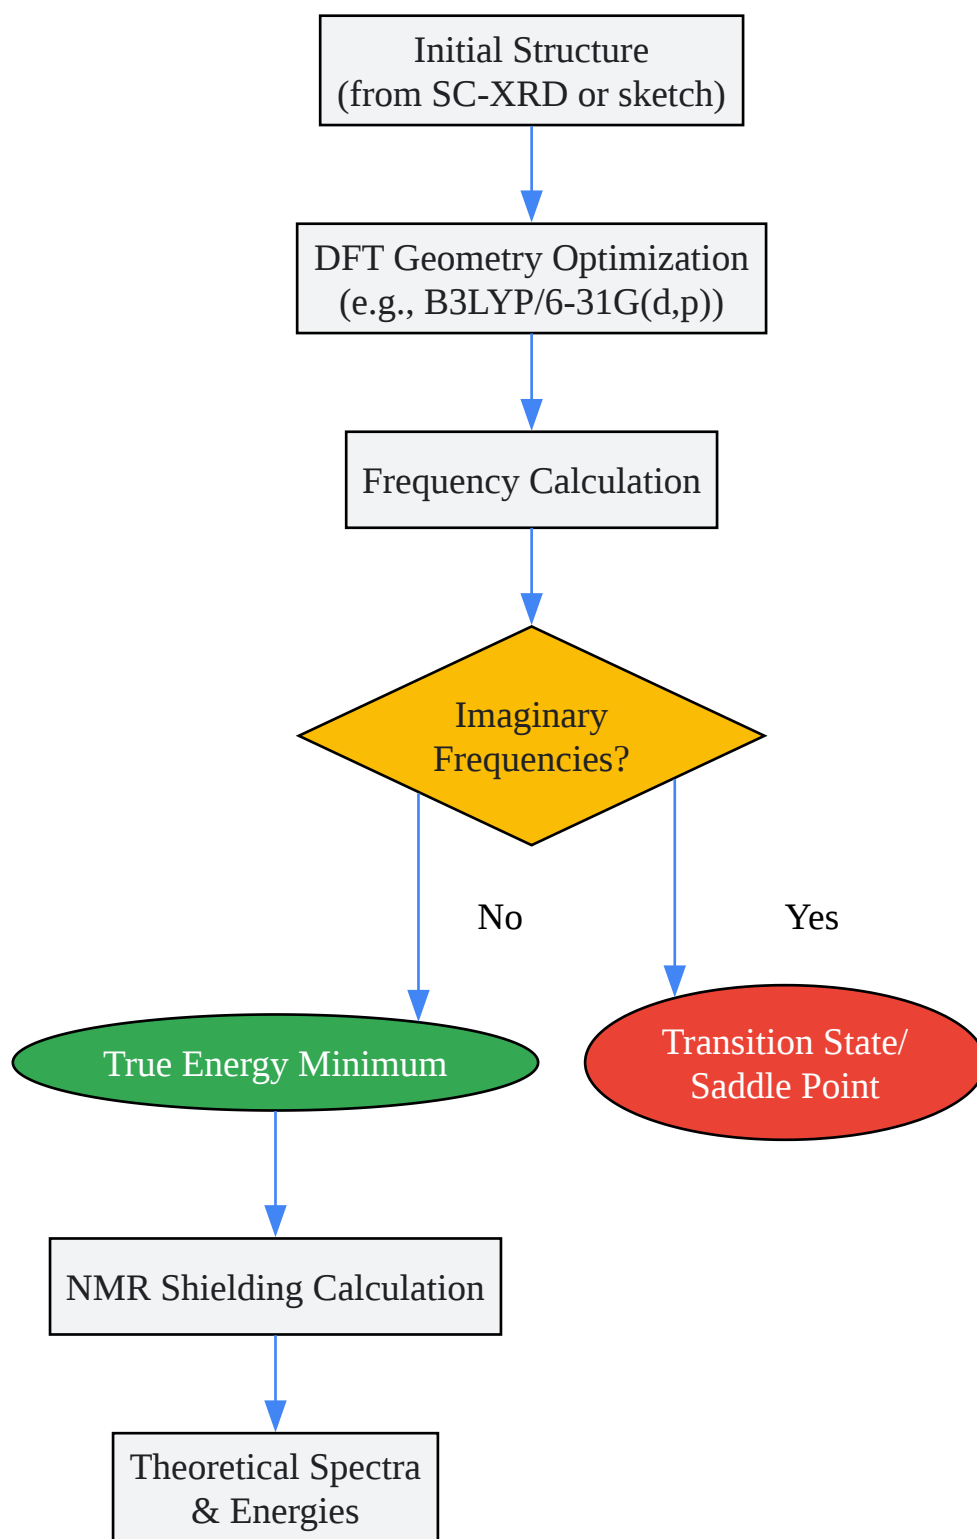 Initial Structure
(from SC-XRD or sketch)
DFT Geometry Optimization
(e.g., B3LYP/6-31G(d,p))
Frequency Calculation
Imaginary
Frequencies?
No
Yes
True Energy Minimum
Transition State/
Saddle Point
NMR Shielding Calculation
Theoretical Spectra
& Energies